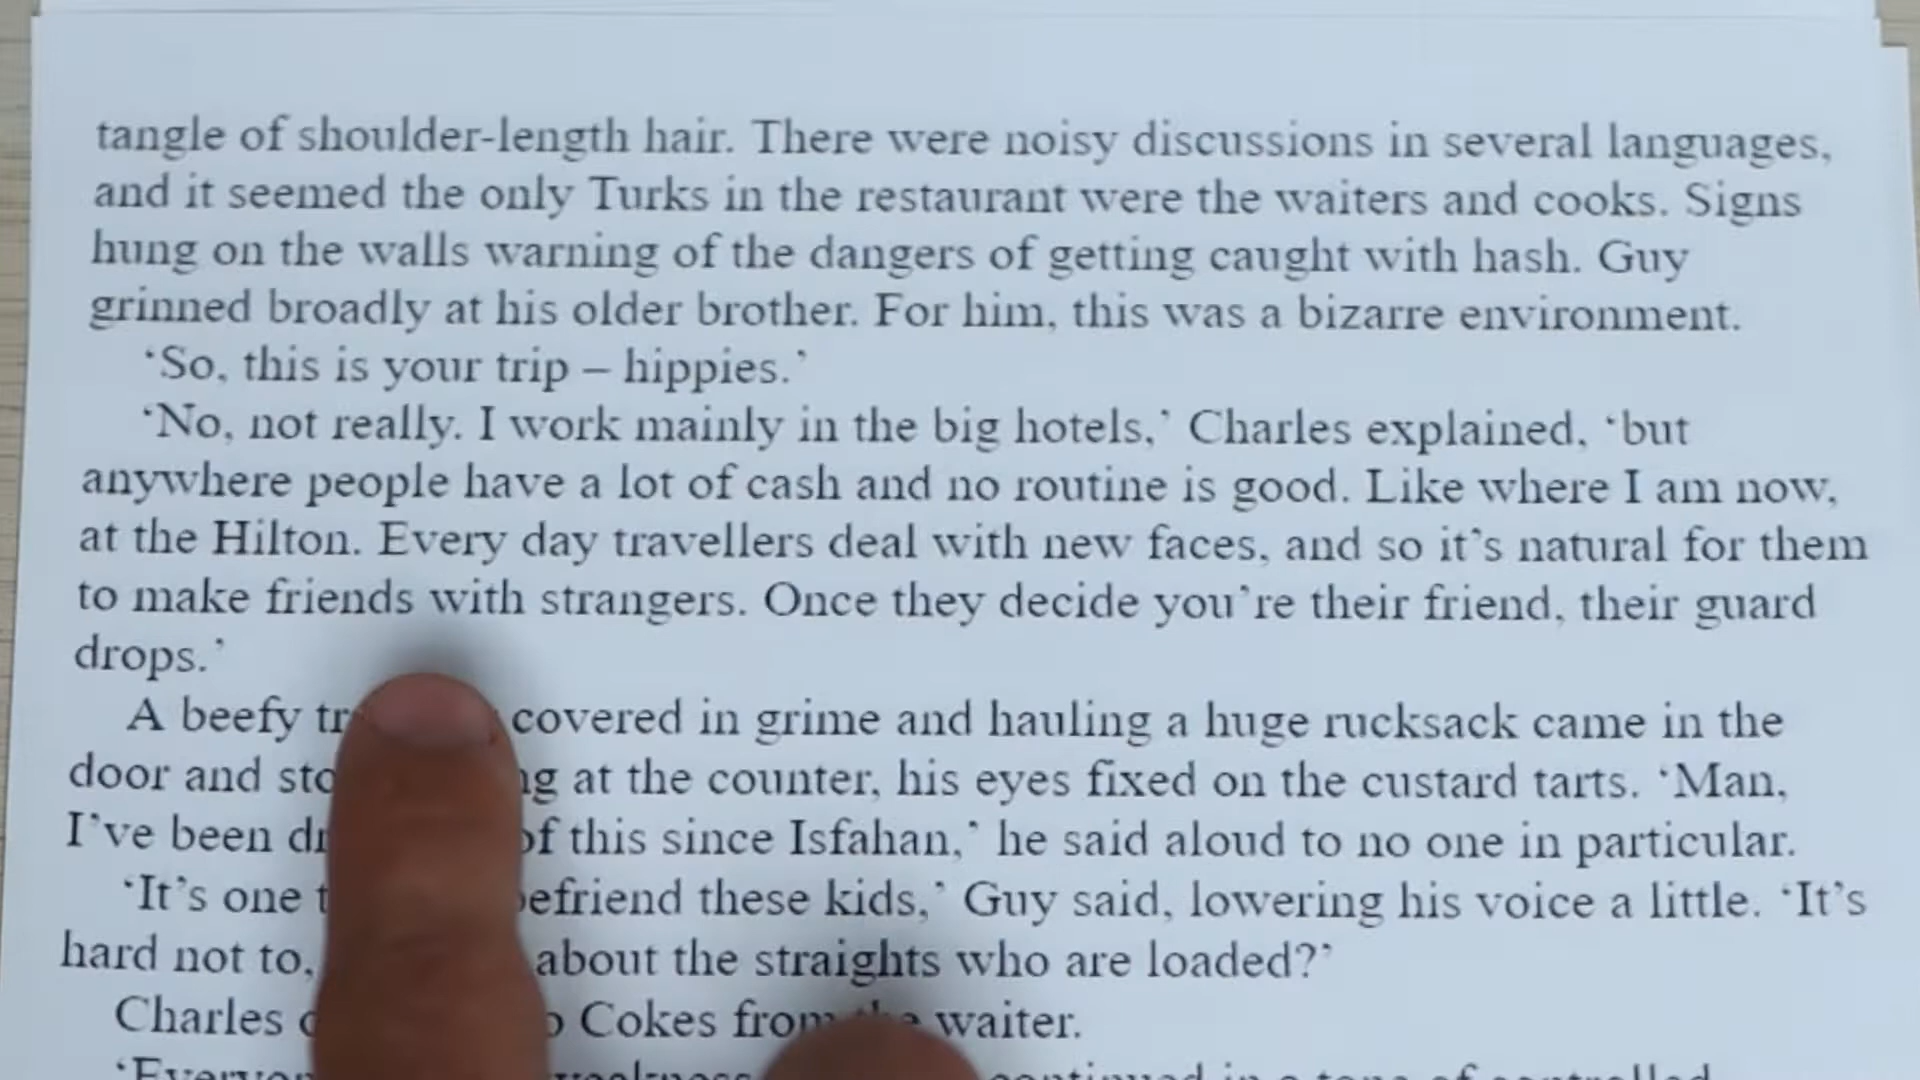 tangle of shoulder-length hair. There were noisy discussions in several languages,
and it seemed the only Turks in the restaurant were the waiters and cooks. Signs
hung on the walls warning of the dangers of getting caught with hash. Guy
grinned broadly at his older brother. For him, this was a bizarre environment.
‘So, this is your trip – hippies.’
‘No, not really. I work mainly in the big hotels,’ Charles explained, ‘but
anywhere people have a lot of cash and no routine is good. Like where I am now,
at the Hilton. Every day travellers deal with new faces, and so it’s natural for them
to make friends with strangers. Once they decide you’re their friend, their guard
drops.’
A beefy covered in grime and hauling a huge rucksack came in the
door and at the counter, his eyes fixed on the custard tarts. ‘Man,
I’ve been of this since Isfahan,’ he said aloud to no one in particular.
‘It’s one these kids,’ Guy said, lowering his voice a little. ‘It’s
hard not to, about the straights who are loaded?’
Charles Cokes from waiter.
in a tone of